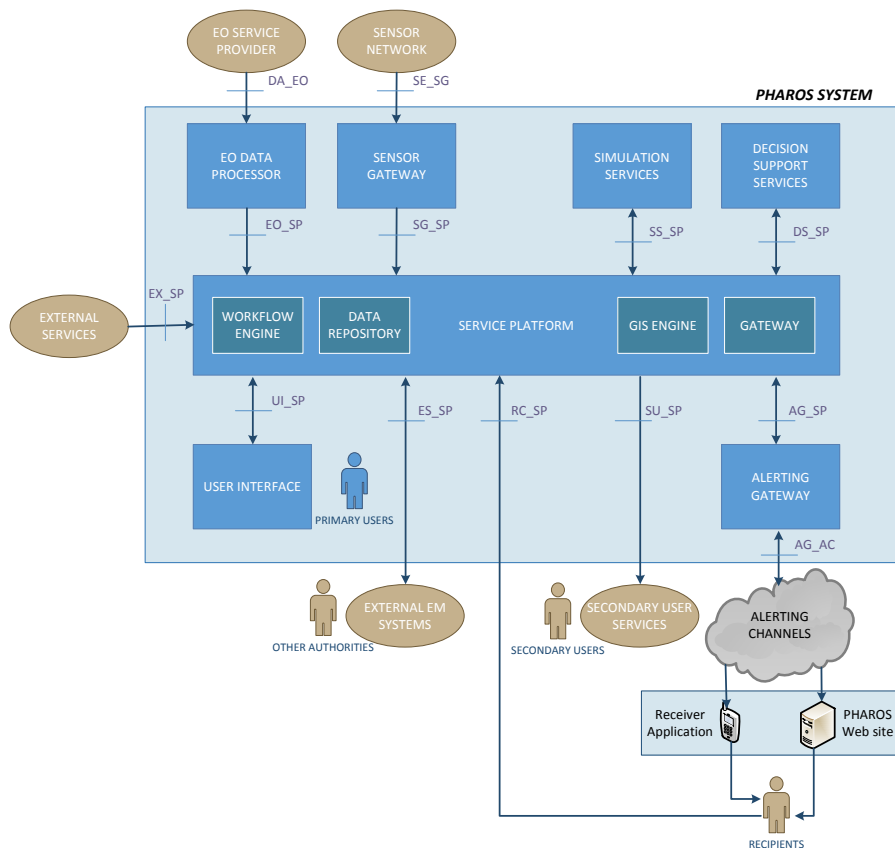 EO SERVICE
PROVIDER
SENSOR
NETWORK
DA_EO
SE_SG
PHAROS SYSTEM
EO DATA
PROCESSOR
SENSOR
GATEWAY
SIMULATION
SERVICES
DECISION
SUPPORT
SERVICES
EO_SP
SG_SP
SS_SP
DS_SP
EX_SP
EXTERNAL
SERVICES
WORKFLOW
ENGINE
DATA
REPOSITORY
SERVICE PLATFORM
GIS ENGINE
GATEWAY
UI_SP
ES_SP
RC_SP
SU_SP
AG_SP
USER INTERFACE
PRIMARY USERS
ALERTING
GATEWAY
AG_AC
OTHER AUTHORITIES
EXTERNAL EM
SYSTEMS
SECONDARY USERS
SECONDARY USER
SERVICES
ALERTING
CHANNELS
Receiver
Application
PHAROS
Web site
RECIPIENTS